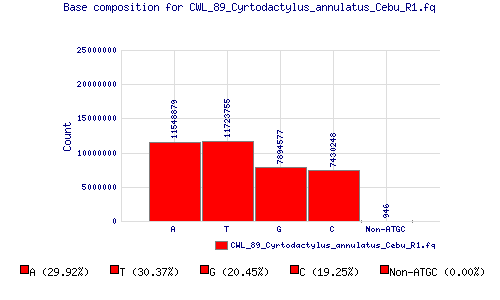 Base composition for CWL_89_Cyrtodactylus_annulatus_Cebu_R1.fq
25000000
20000000
15000000
10000000
5000000
0
Count
11548879
11723755
7894577
7430248
946
A T G C Non-ATGC
CWL_89_Cyrtodactylus_annulatus_Cebu_R1.fq
A (29.92%) T (30.37%) G (20.45%) C (19.25%) Non-ATGC (0.00%)